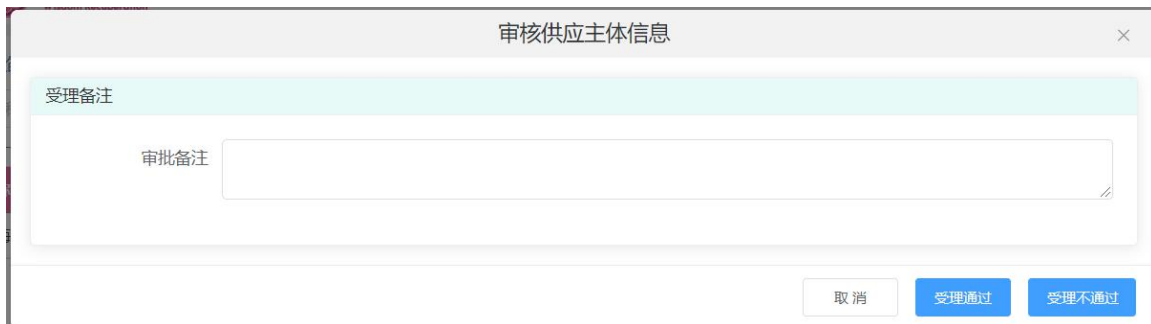 审核供应主体信息
受理备注
审批备注
取 消
受理通过
受理不通过